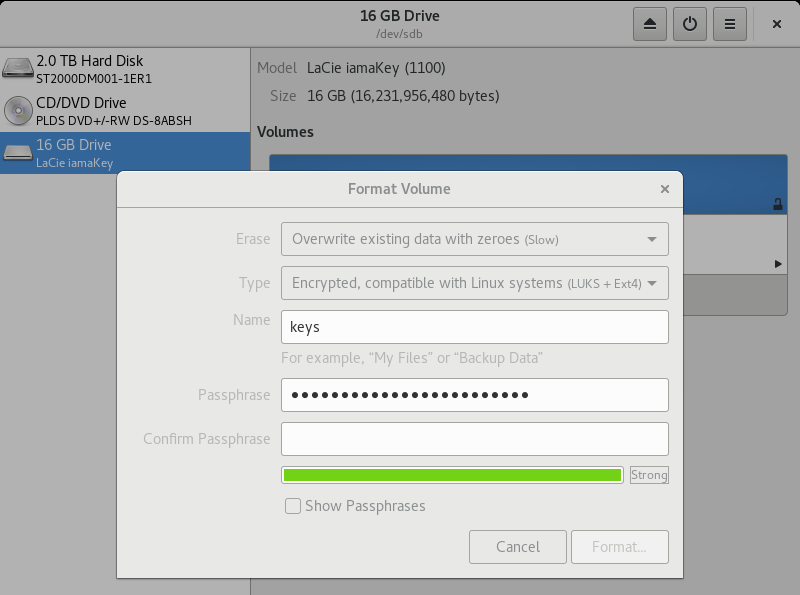 16 GB Drive
/dev/sdb
2.0 TB Hard Disk
ST2000DM001-1ER1
CD/DVD Drive
PLDS DVD+/-RW DS-8ABSH
16 GB Drive
LaCie iamaKey
Model LaCie iamaKey (1100)
Size 16 GB (16,231,956,480 bytes)
Volumes
Format Volume
Erase Overwrite existing data with zeroes (Slow)
Type Encrypted, compatible with Linux systems (LUKS + Ext4)
Name keys
For example, “My Files” or “Backup Data”
Passphrase ●●●●●●●●●●●●●●●●●●●●●●●●
Confirm Passphrase
Strong
Show Passphrases
Cancel Format...